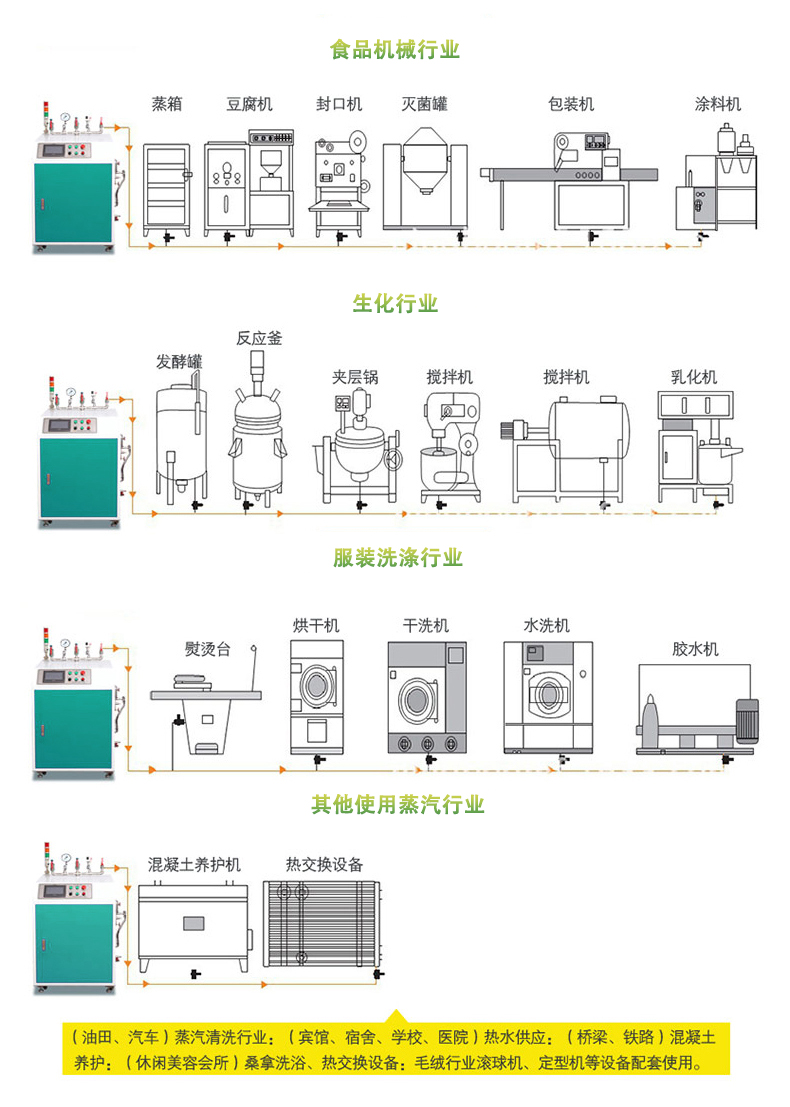 食品机械行业
蒸箱 豆腐机 封口机 灭菌罐 包装机 涂料机
生化行业
反应釜
发酵罐 夹层锅 搅拌机 搅拌机 乳化机
服装洗涤行业
熨烫台 烘干机 干洗机 水洗机 胶水机
其他使用蒸汽行业
混凝土养护机 热交换设备
（油田、汽车）蒸汽清洗行业；（宾馆、宿舍、学校、医院）热水供应；（桥梁、铁路）混凝土
养护；（休闲美容会所）桑拿洗浴、热交换设备；毛绒行业滚球机、定型机等设备配套使用。